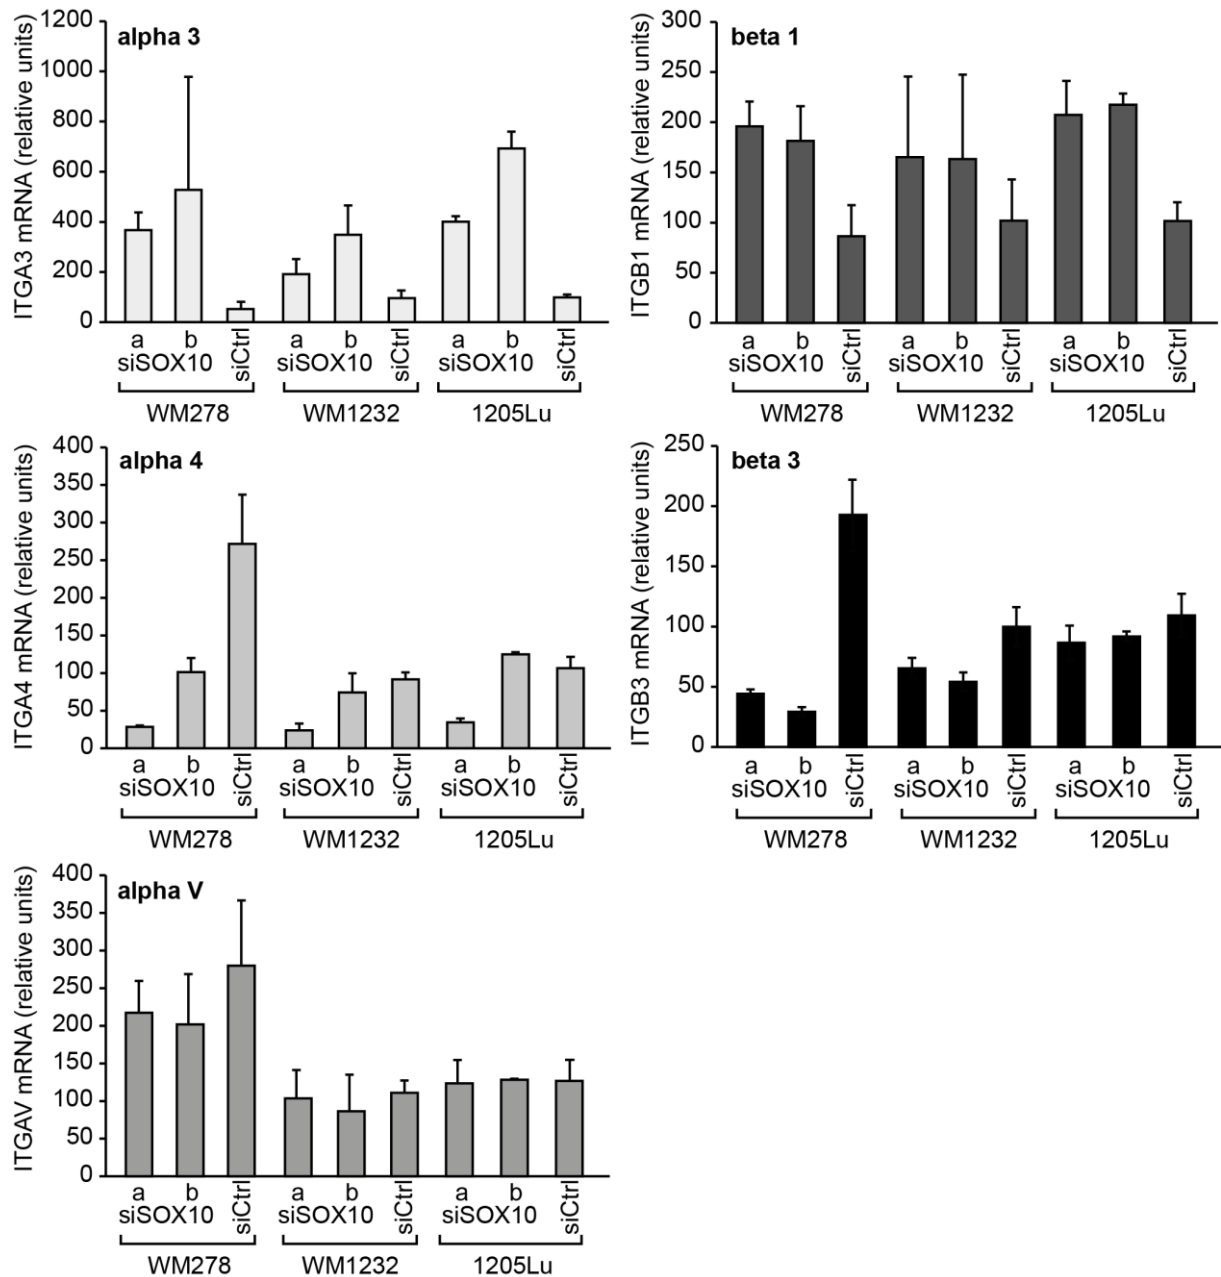 alpha 3
ITGA3 mRNA (relative units)
1200
1000
800
600
400
200
0
a b siCtrl a b siCtrl a b siCtrl
siSOX10 siSOX10 siSOX10
WM278 WM1232 1205Lu
beta 1
ITGB1 mRNA (relative units)
300
250
200
150
100
50
0
a b siCtrl a b siCtrl a b siCtrl
siSOX10 siSOX10 siSOX10
WM278 WM1232 1205Lu
alpha 4
ITGA4 mRNA (relative units)
400
350
300
250
200
150
100
50
0
a b siCtrl a b siCtrl a b siCtrl
siSOX10 siSOX10 siSOX10
WM278 WM1232 1205Lu
beta 3
ITGB3 mRNA (relative units)
250
200
150
100
50
0
a b siCtrl a b siCtrl a b siCtrl
siSOX10 siSOX10 siSOX10
WM278 WM1232 1205Lu
alpha V
ITGAV mRNA (relative units)
400
350
300
250
200
150
100
50
0
a b siCtrl a b siCtrl a b siCtrl
siSOX10 siSOX10 siSOX10
WM278 WM1232 1205Lu